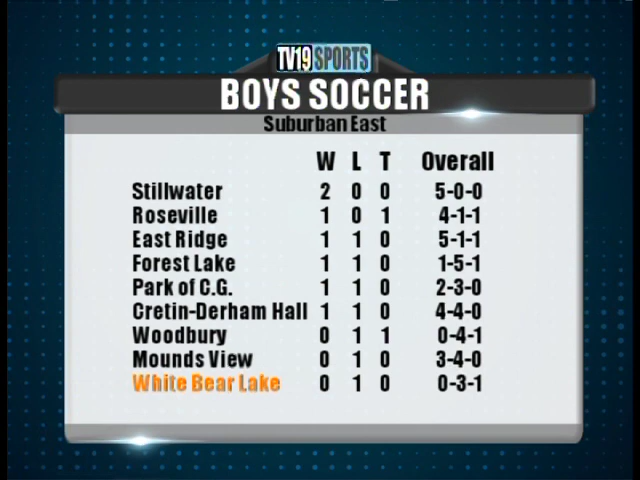 TV19 SPORTS
BOYS SOCCER
Suburban East
W L T Overall
Stillwater 2 0 0 5-0-0
Roseville 1 0 1 4-1-1
East Ridge 1 1 0 5-1-1
Forest Lake 1 1 0 1-5-1
Park of C.G. 1 1 0 2-3-0
Cretin-Derham Hall 1 1 0 4-4-0
Woodbury 0 1 1 0-4-1
Mounds View 0 1 0 3-4-0
White Bear Lake 0 1 0 0-3-1